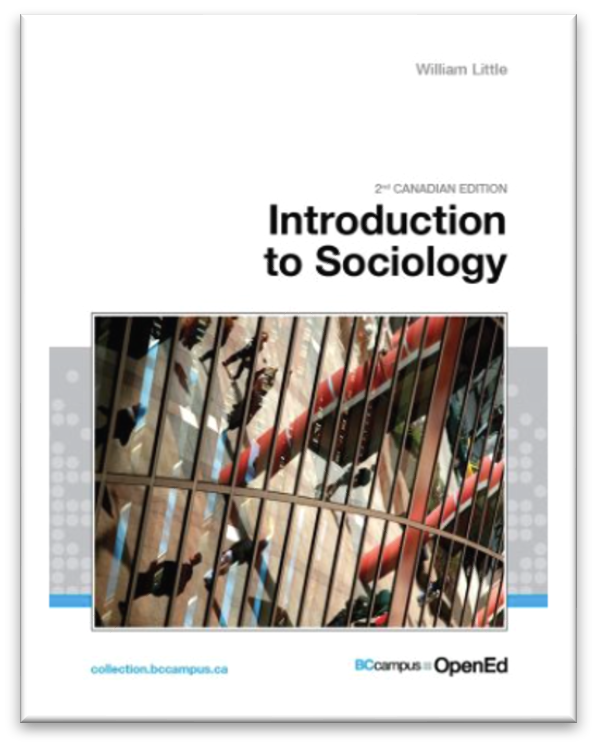 William Little
2nd CANADIAN EDITION
Introduction
to Sociology
collection.bccampus.ca
BCcampus OpenEd